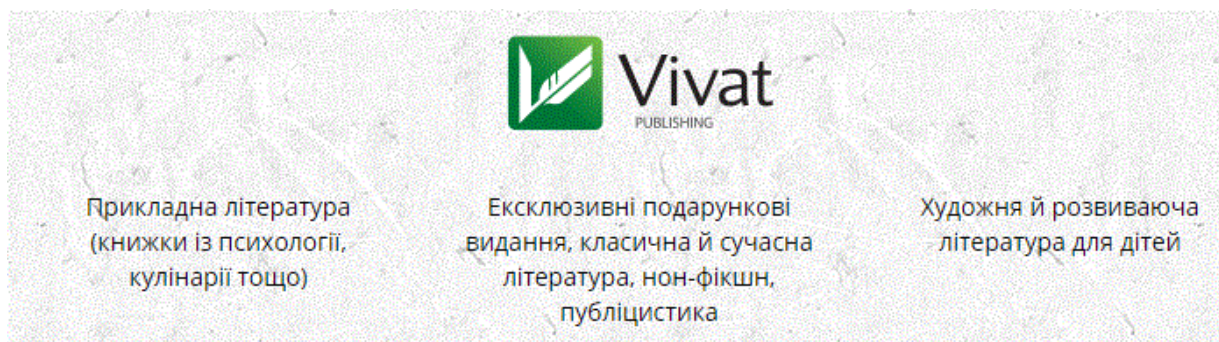 Vivat
PUBLISHING
Прикладна література
(книжки із психології,
кулінарії тощо)
Ексклюзивні подарункові
видання, класична й сучасна
література, нон-фікшн,
публіцистика
Художня й розвиваюча
література для дітей